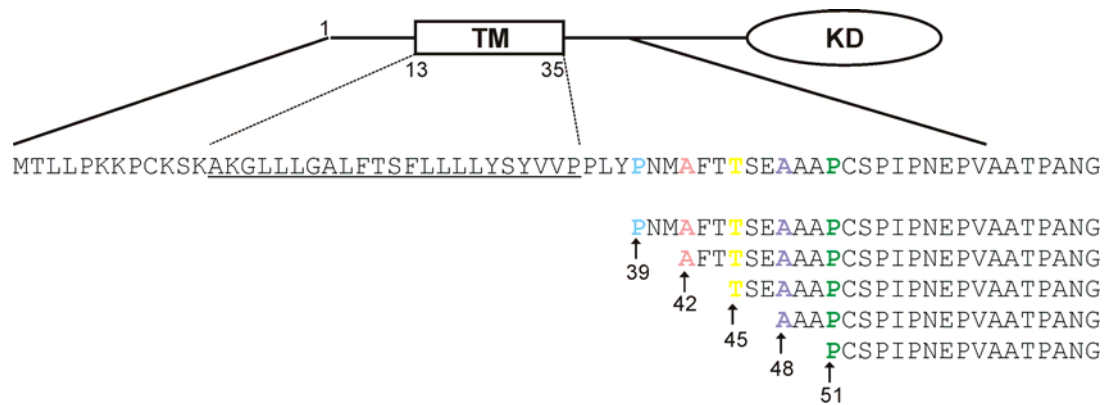 1
TM
KD
13 35
MTLLPKKPCKSKAKGLLLGALFTSFLLLLYSYVVPPLYPNMAFTTSEAAAPCSPIPNEPVAATPANG
PNMAFTTSEAAAPCSPIPNEPVAATPANG
39
AFTTSEAAAPCSPIPNEPVAATPANG
42
TSEAAAPCSPIPNEPVAATPANG
45
AAAPCSPIPNEPVAATPANG
48
PCSPIPNEPVAATPANG
51